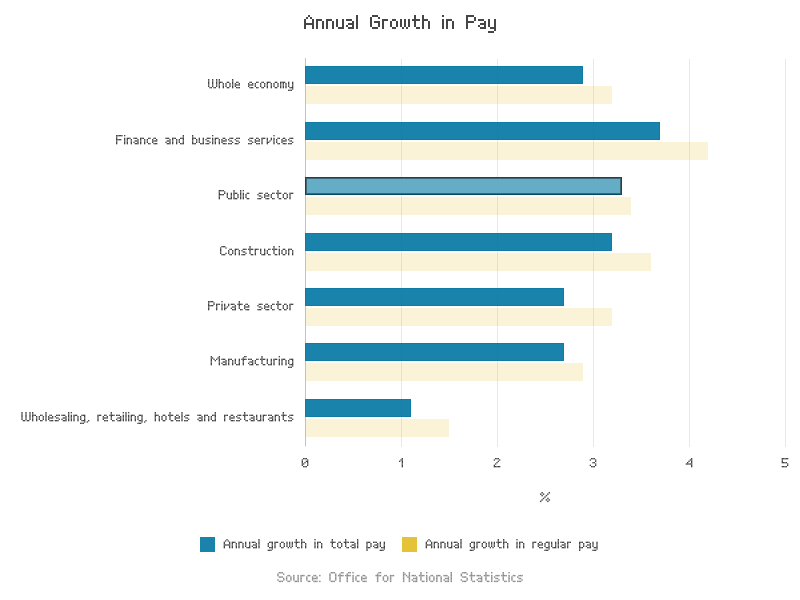 Annual Growth in Pay
Whole economy
Finance and business services
Public sector
Construction
Private sector
Manufacturing
Wholesaling, retailing, hotels and restaurants
0 1 2 3 4 5
%
Annual growth in total pay Annual growth in regular pay
Source: Office for National Statistics